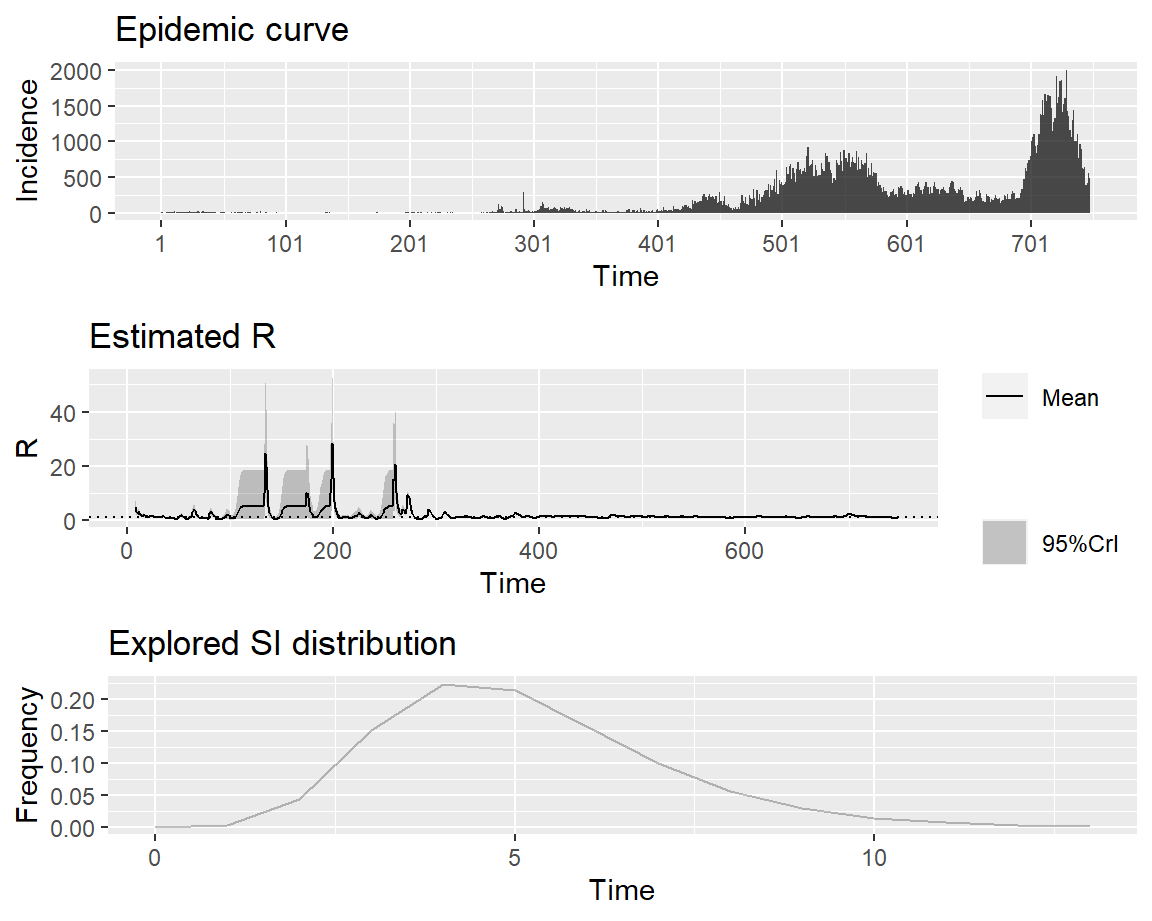 Epidemic curve
Incidence
2000
1500
1000
500
0
1
101
201
301
401
501
601
701
Time
Estimated R
R
40
20
0
0
200
400
600
Time
Mean
95%CrI
Explored SI distribution
Frequency
0.20
0.15
0.10
0.05
0.00
0
5
10
Time